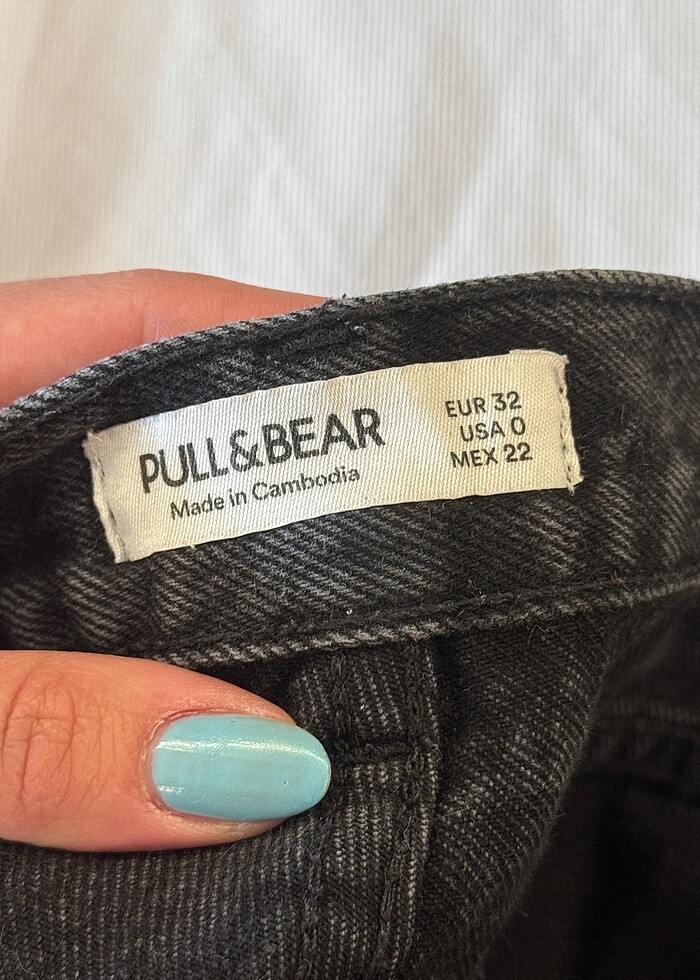 PULL&BEAR
Made in Cambodia
EUR 32
USA 0
MEX 22